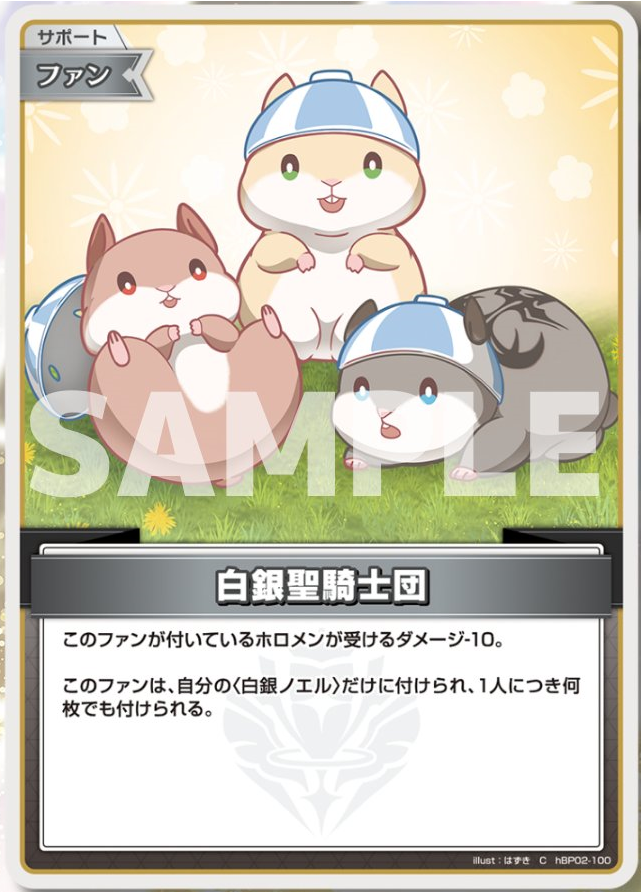 サポート
ファン
SAMPLE
白銀聖騎士団
このファンが付いているホロメンが受けるダメージ-10。
このファンは、自分の〈白銀ノエル〉だけに付けられ、1人につき何
枚でも付けられる。
illust：はずき C hBP02-100